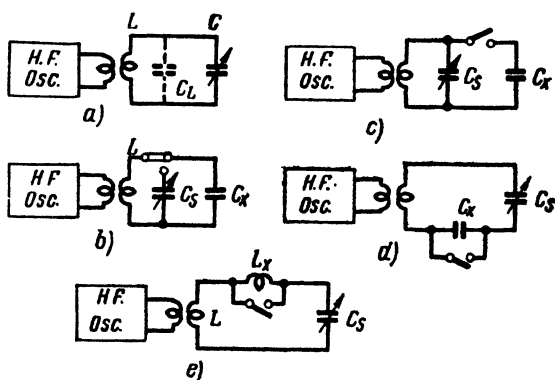 H.F.
Osc.
L
C
C_L
a)
H.F.
Osc.
C_S
C_x
c)
H F
Osc.
L
C_S
C_x
b)
H.F.
Osc.
C_x
C_s
d)
H F.
Osc.
L
L_x
C_S
e)